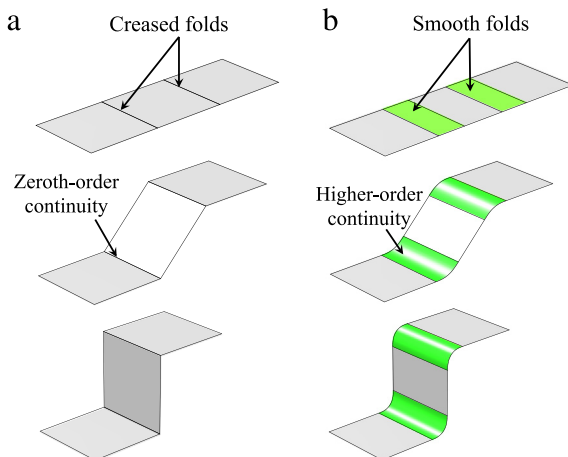 a
Creased folds
Zeroth-order
continuity
b
Smooth folds
Higher-order
continuity